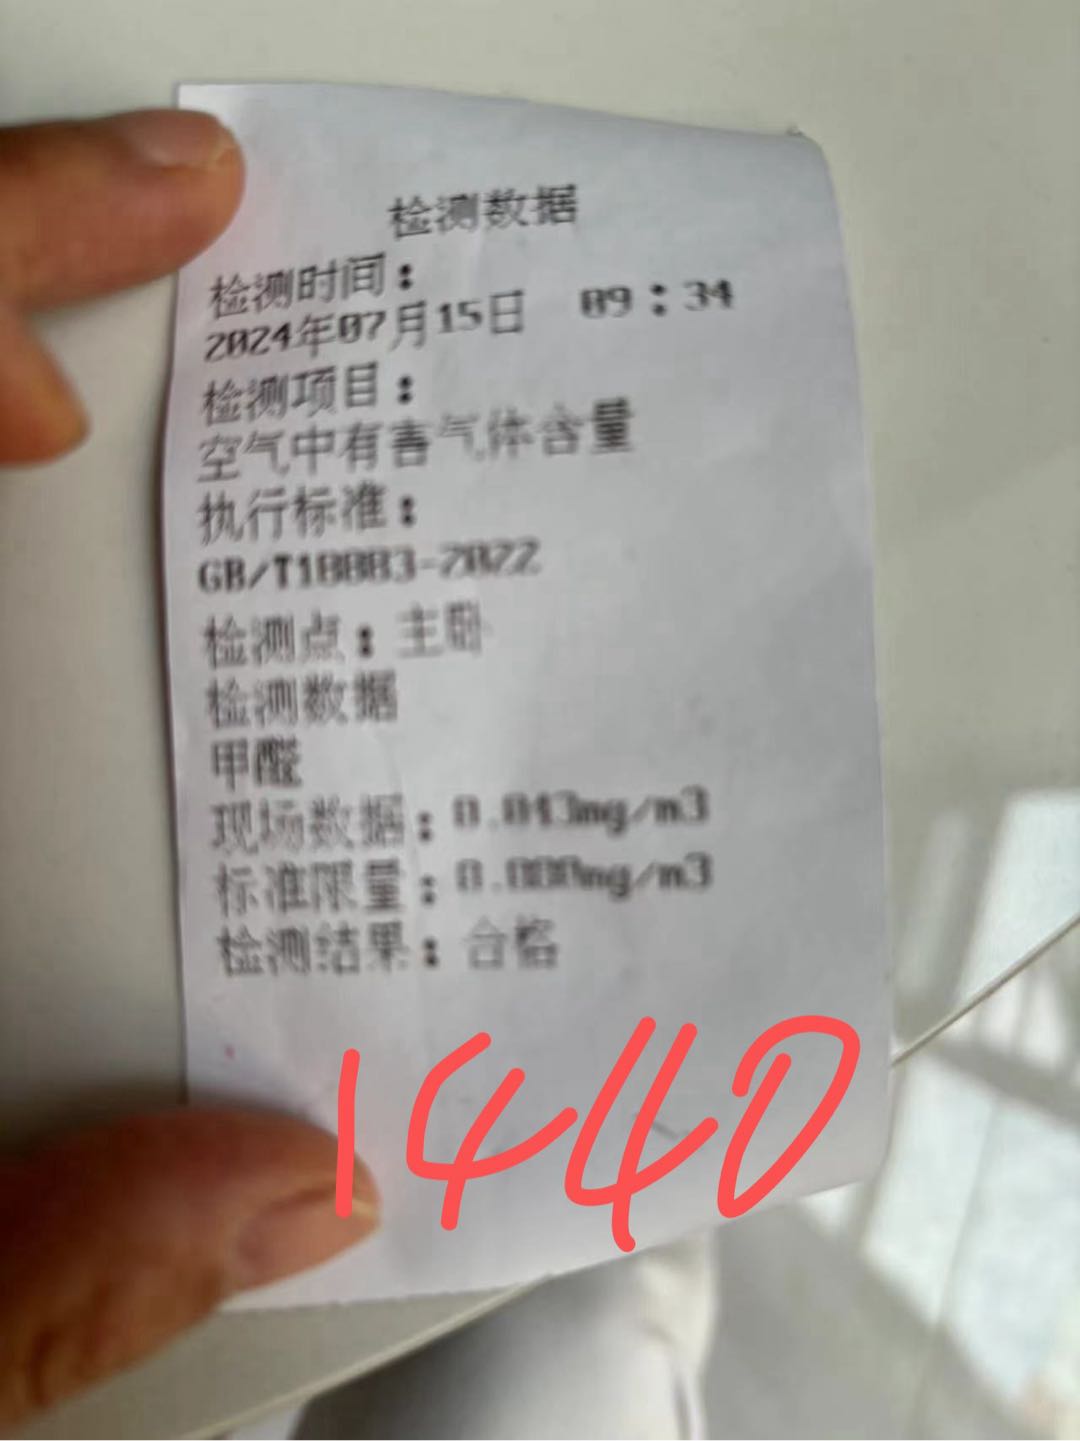 检测数据
检测时间：
2024年07月15日 09：34
检测项目：
空气中有害气体含量
执行标准：
GB/T18883-2022
检测点：主卧
检测数据
甲醛
现场数据：0.043mg/m3
标准限量：0.080mg/m3
检测结果：合格
1440